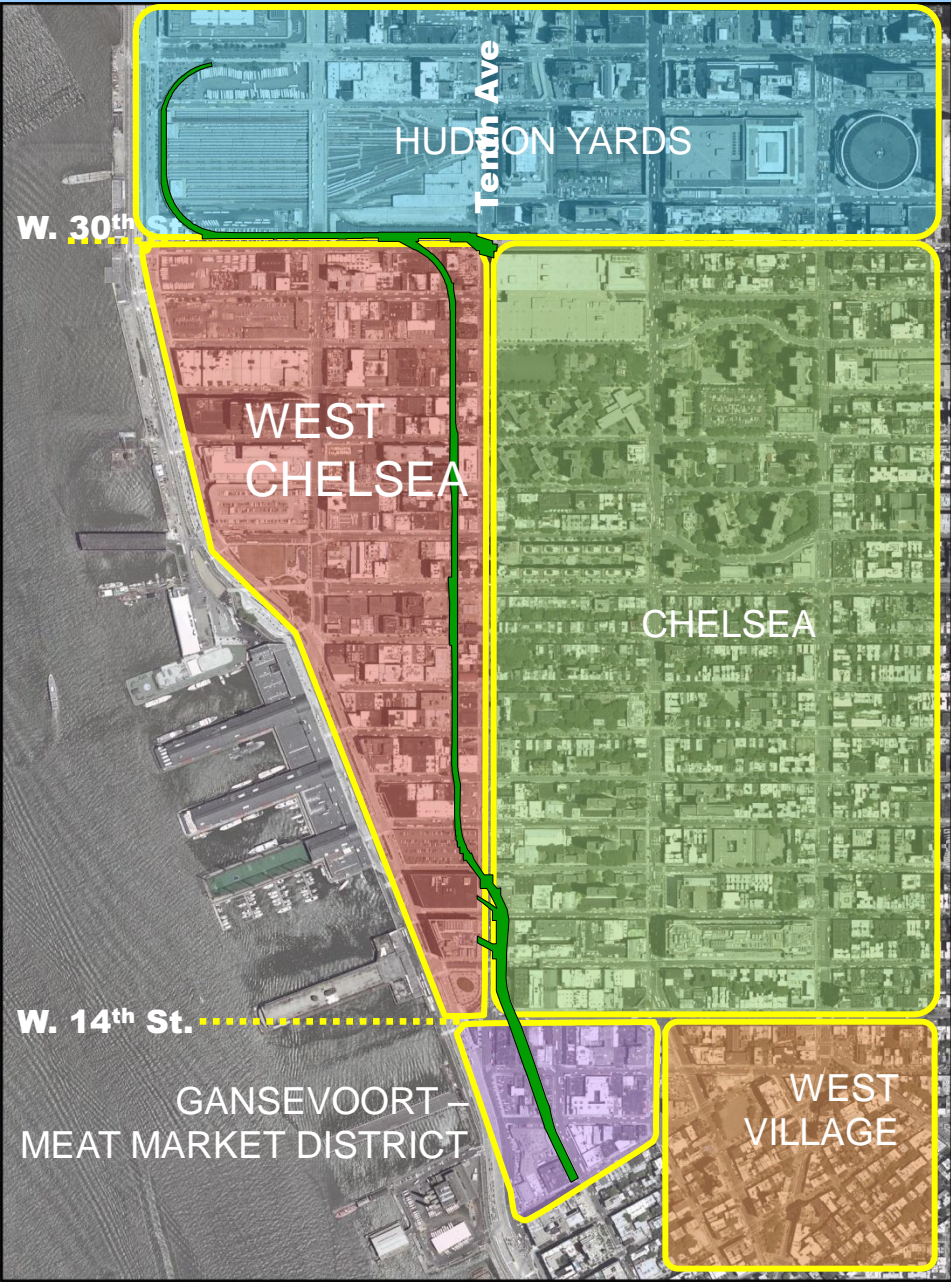 Tenth Ave
HUDSON YARDS
W. 30th St.
WEST
CHELSEA
CHELSEA
W. 14th St.
GANSEVOORT –
MEAT MARKET DISTRICT
WEST
VILLAGE